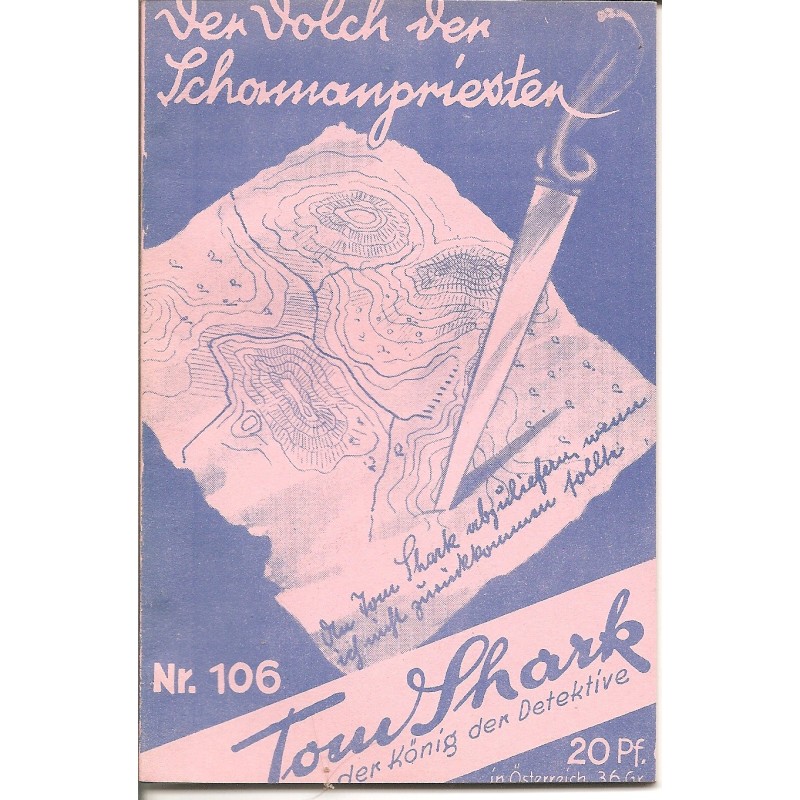 Der Dolch der
Schamanpriester
An Tom Shark abzuliefern, wenn
ich nicht zurückkommen sollte.
Nr. 106
Tom Shark
der König der Detektive
20 Pf.
in Österreich 36 Gr.